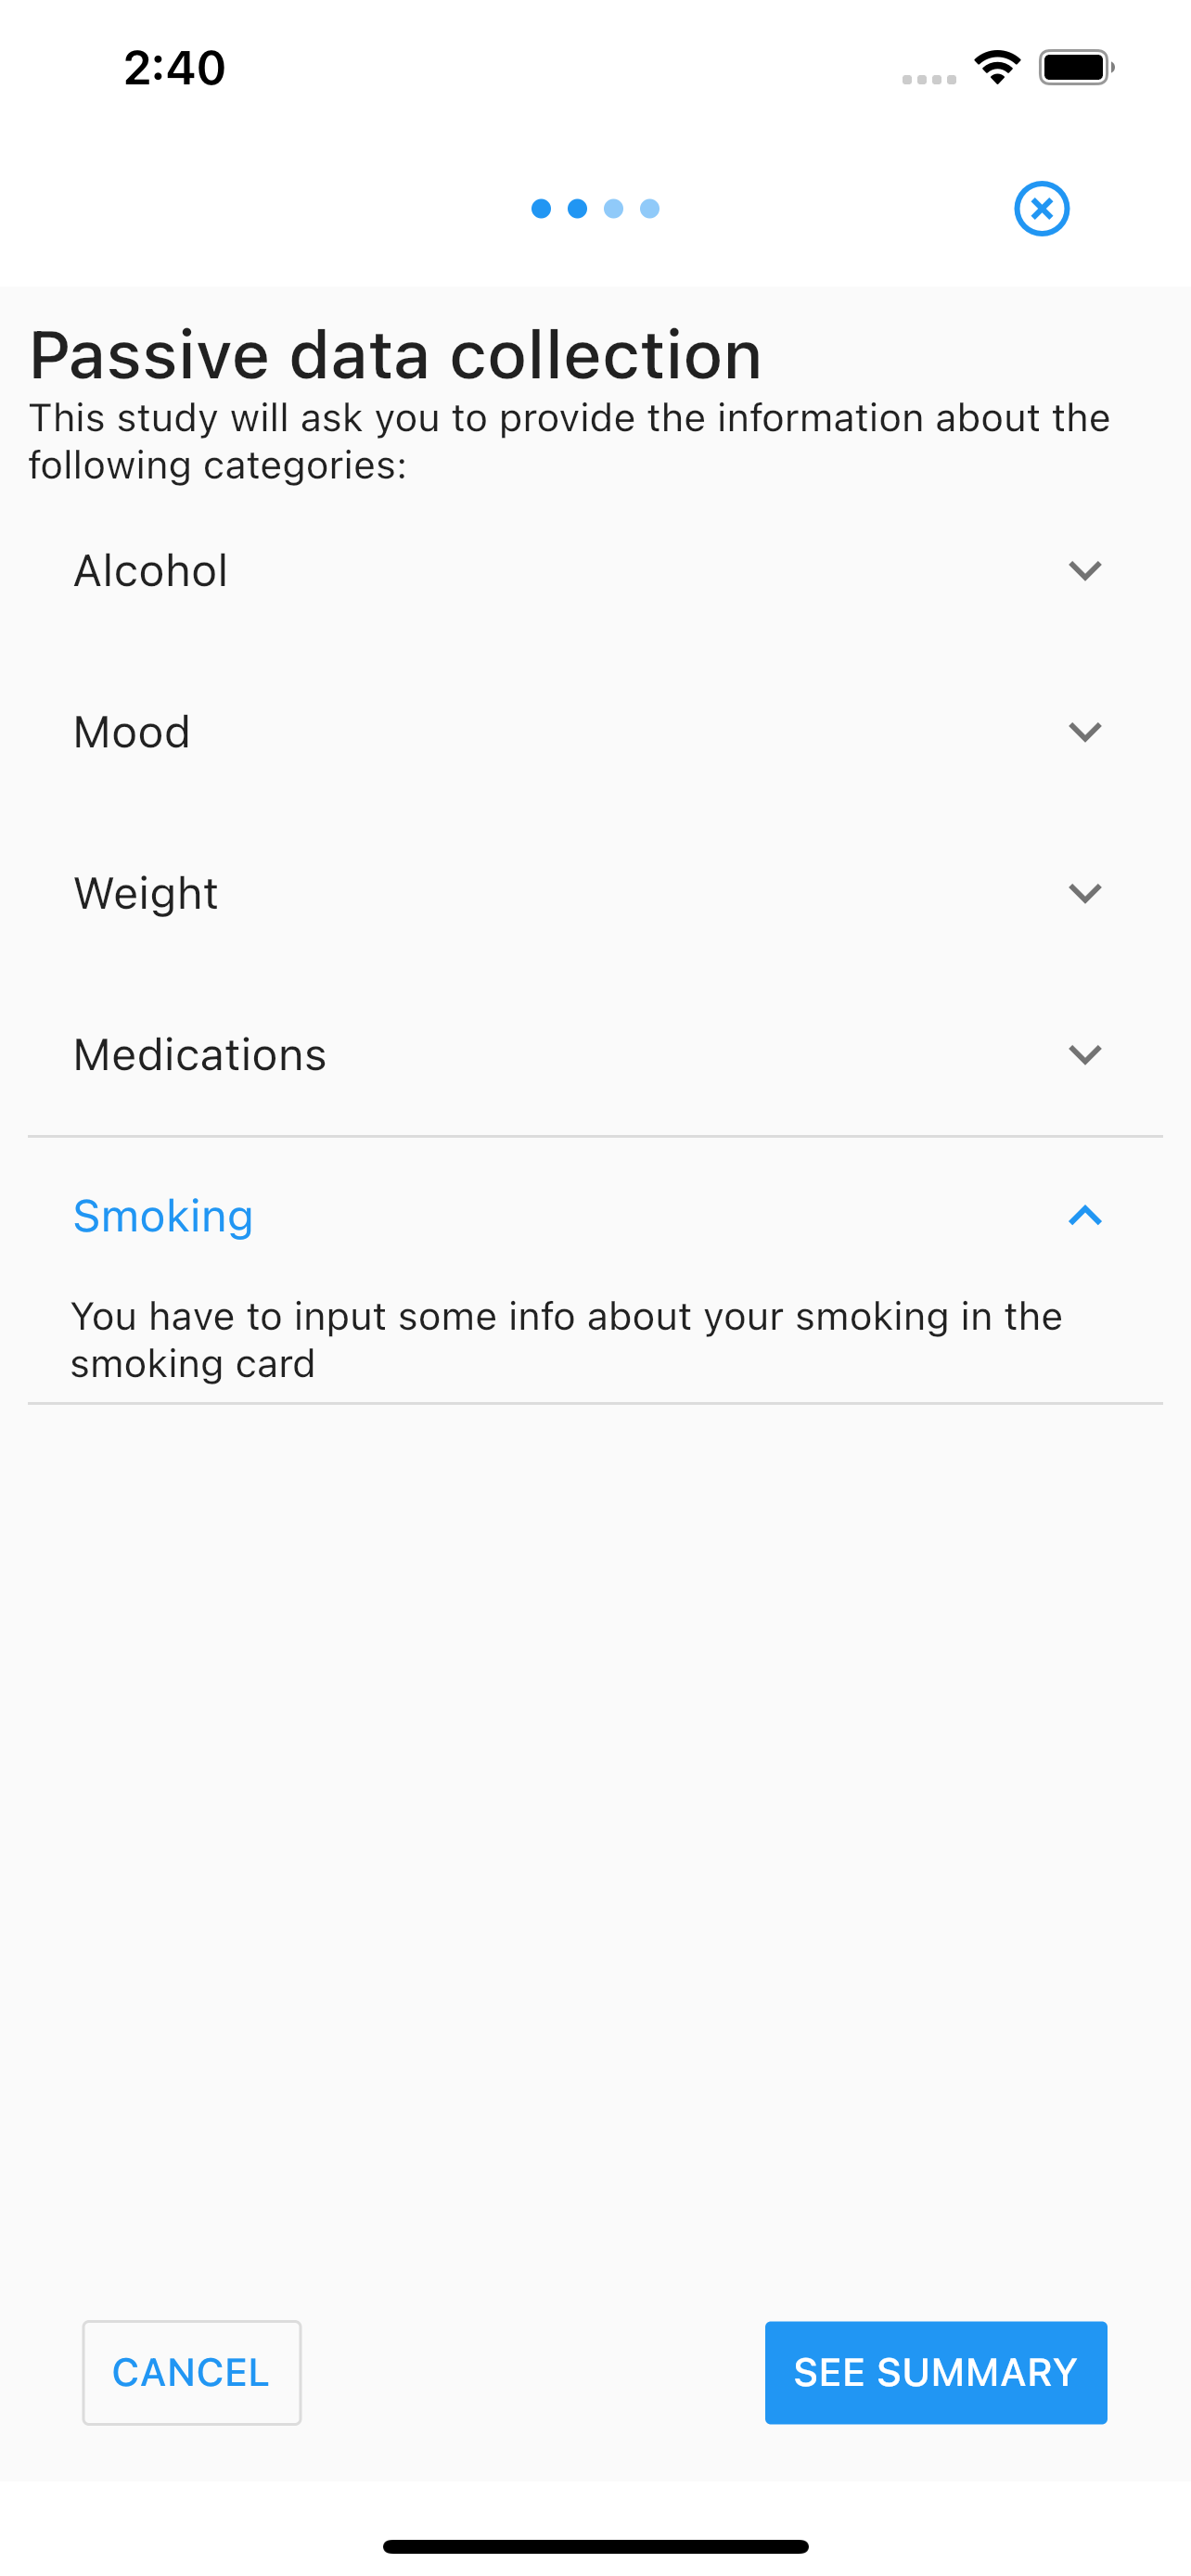 2:40
Passive data collection
This study will ask you to provide the information about the
following categories:
Alcohol
Mood
Weight
Medications
Smoking
You have to input some info about your smoking in the
smoking card
CANCEL
SEE SUMMARY